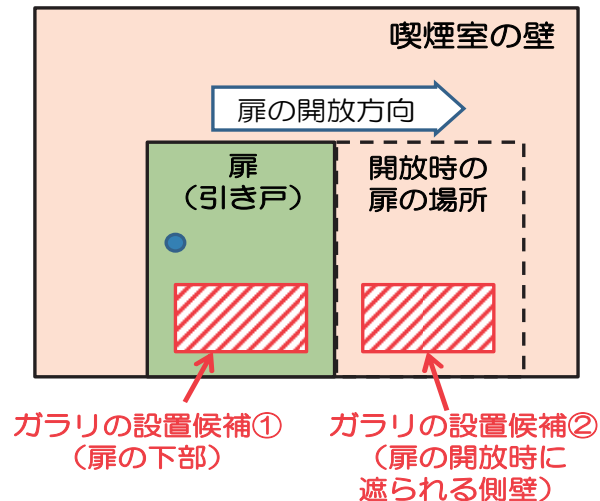 喫煙室の壁
扉の開放方向
扉
（引き戸）
開放時の
扉の場所
ガラリの設置候補①
（扉の下部）
ガラリの設置候補②
（扉の開放時に
遮られる側壁）